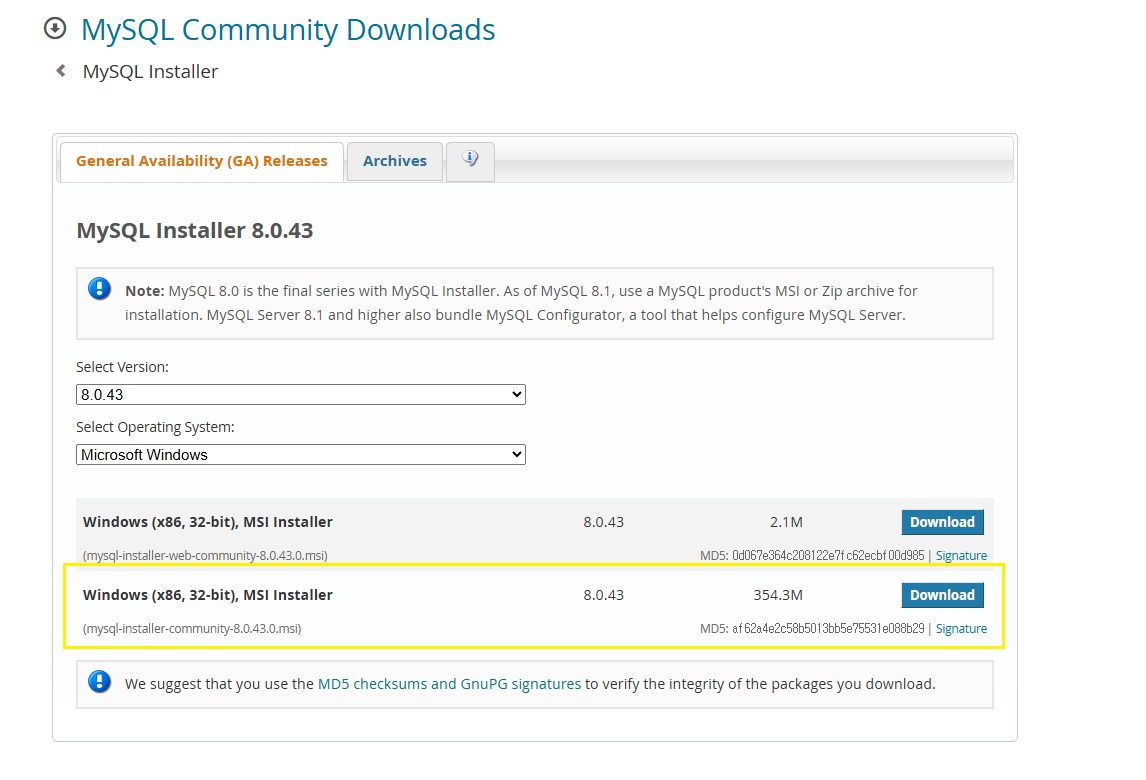 MySQL Community Downloads
MySQL Installer
General Availability (GA) Releases
Archives
MySQL Installer 8.0.43
Note: MySQL 8.0 is the final series with MySQL Installer. As of MySQL 8.1, use a MySQL product's MSI or Zip archive for
installation. MySQL Server 8.1 and higher also bundle MySQL Configurator, a tool that helps configure MySQL Server.
Select Version:
8.0.43
Select Operating System:
Microsoft Windows
Windows (x86, 32-bit), MSI Installer 8.0.43 2.1M Download
(mysql-installer-web-community-8.0.43.0.msi) MD5: 0d067e364c208122e7fc62ecbf00d985 | Signature
Windows (x86, 32-bit), MSI Installer 8.0.43 354.3M Download
(mysql-installer-community-8.0.43.0.msi) MD5: af62a4e2c58b5013bb5e75531e088b29 | Signature
We suggest that you use the MD5 checksums and GnuPG signatures to verify the integrity of the packages you download.